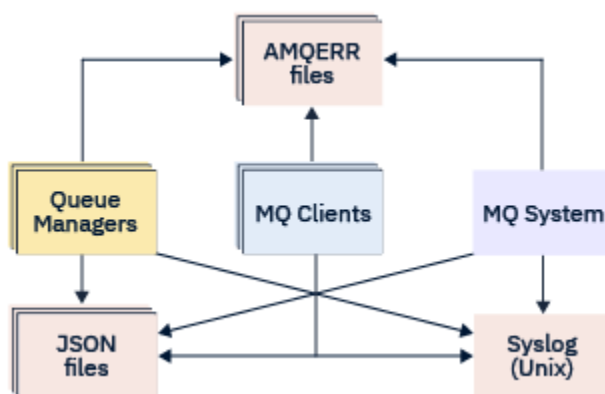 AMQERR
files
Queue
Managers
MQ Clients
MQ System
JSON
files
Syslog
(Unix)